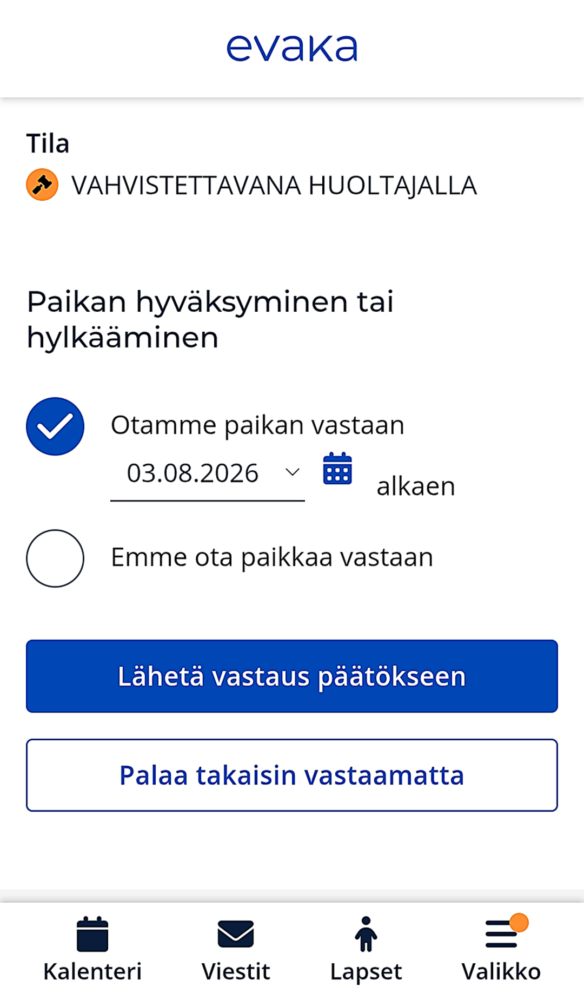 evaka
Tila
VAHVISTETTAVANA HUOLTAJALLA
Paikan hyväksyminen tai
hylkääminen
Otamme paikan vastaan
03.08.2026
alkaen
Emme ota paikkaa vastaan
Lähetä vastaus päätökseen
Palaa takaisin vastaamatta
Kalenteri Viestit Lapset Valikko